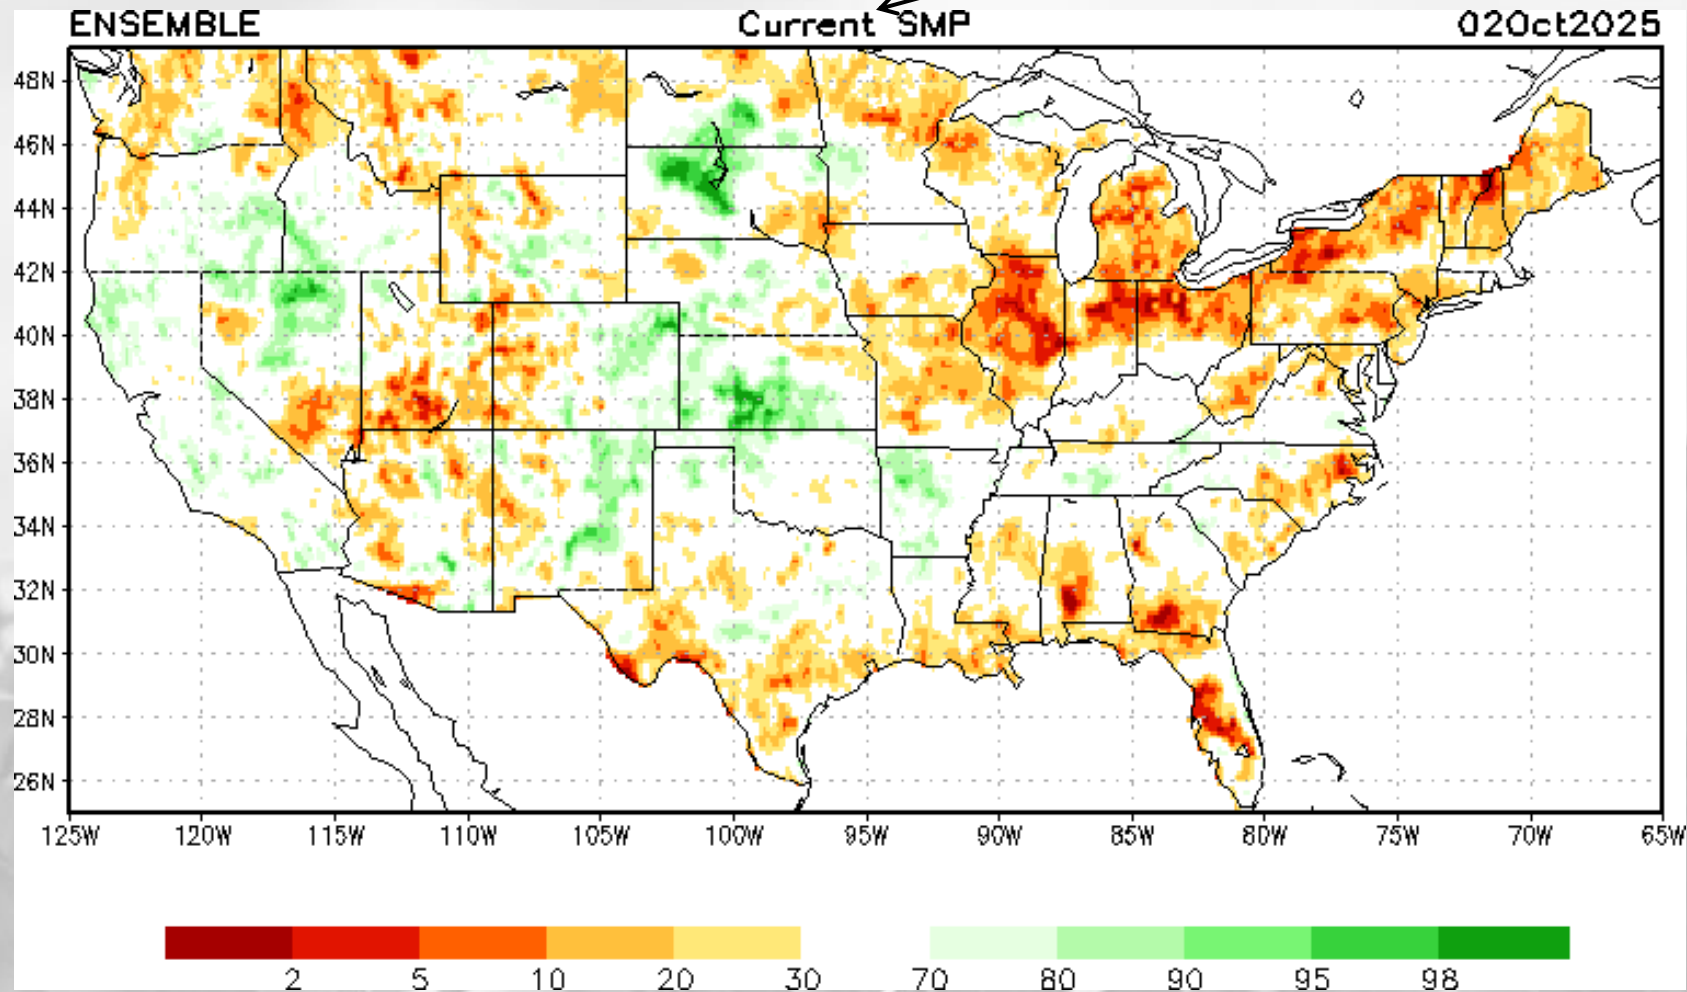 ENSEMBLE Current SMP 02Oct2025
48N
46N
44N
42N
40N
38N
36N
34N
32N
30N
28N
26N
125W 120W 115W 110W 105W 100W 95W 90W 85W 80W 75W 70W 65W
2 5 10 20 30 70 80 90 95 98